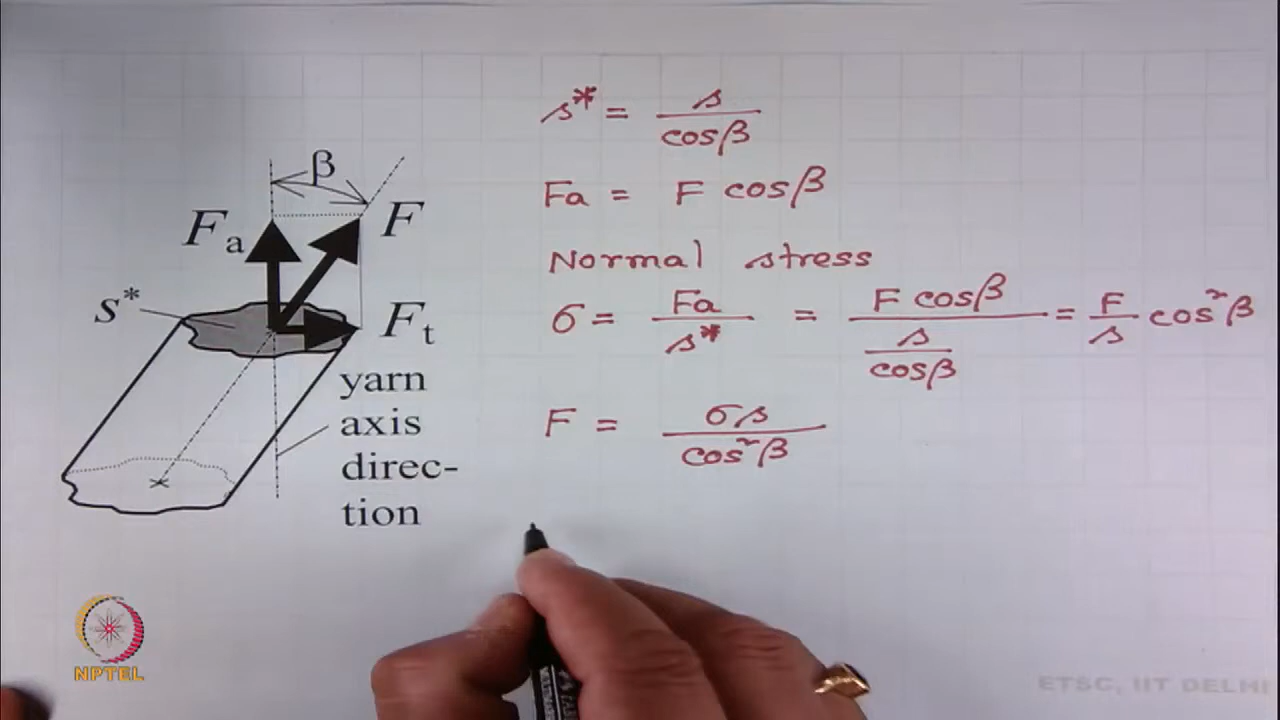 s* = s / cosβ
Fa = F cosβ
Normal stress
σ = Fa / s* = F cosβ / (s / cosβ) = F / s cos²β
F = σs / cos²β
β
Fa
F
s*
Ft
yarn
axis
direc-
tion
NPTEL
ETSC, IIT DELHI